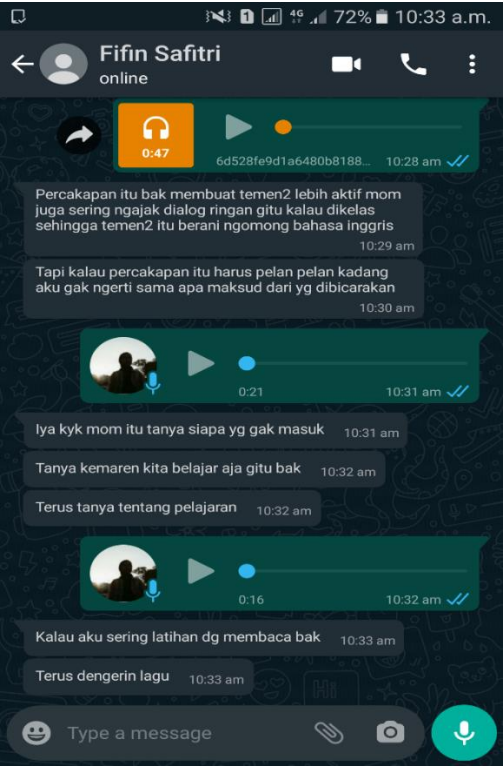 72% 10:33 a.m.
Fifin Safitri
online
0:47
6d528fe9d1a6480b8188... 10:28 am
Percakapan itu bak membuat temen2 lebih aktif mom
juga sering ngajak dialog ringan gitu kalau dikelas
sehingga temen2 itu berani ngomong bahasa inggris
10:29 am
Tapi kalau percakapan itu harus pelan pelan kadang
aku gak ngerti sama apa maksud dari yg dibicarakan
10:30 am
0:21 10:31 am
Iya kyk mom itu tanya siapa yg gak masuk 10:31 am
Tanya kemaren kita belajar aja gitu bak 10:32 am
Terus tanya tentang pelajaran 10:32 am
0:16 10:32 am
Kalau aku sering latihan dg membaca bak 10:33 am
Terus dengerin lagu 10:33 am
Type a message